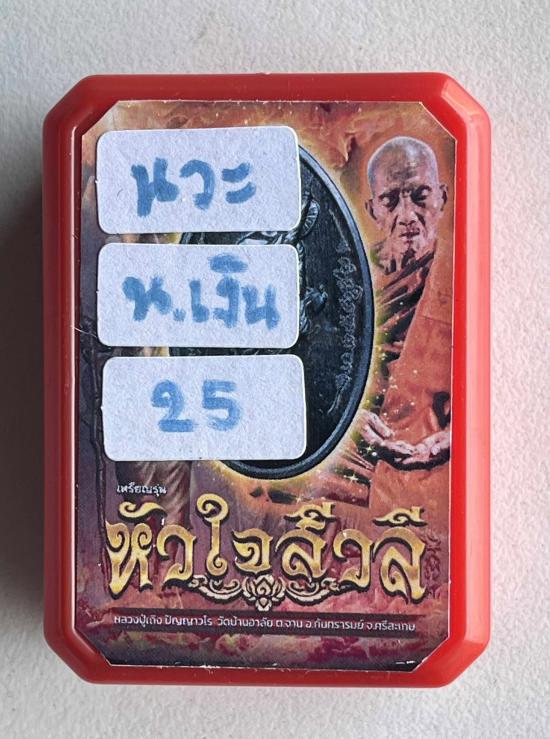 นวะ
น.เงิน
25
เหรียญรุ่น
หัวใจสีวลี
หลวงปู่เถิง ปัญญาวโร วัดบ้านอาลัย ต.จาน อ.กันทรารมย์ จ.ศรีสะเกษ